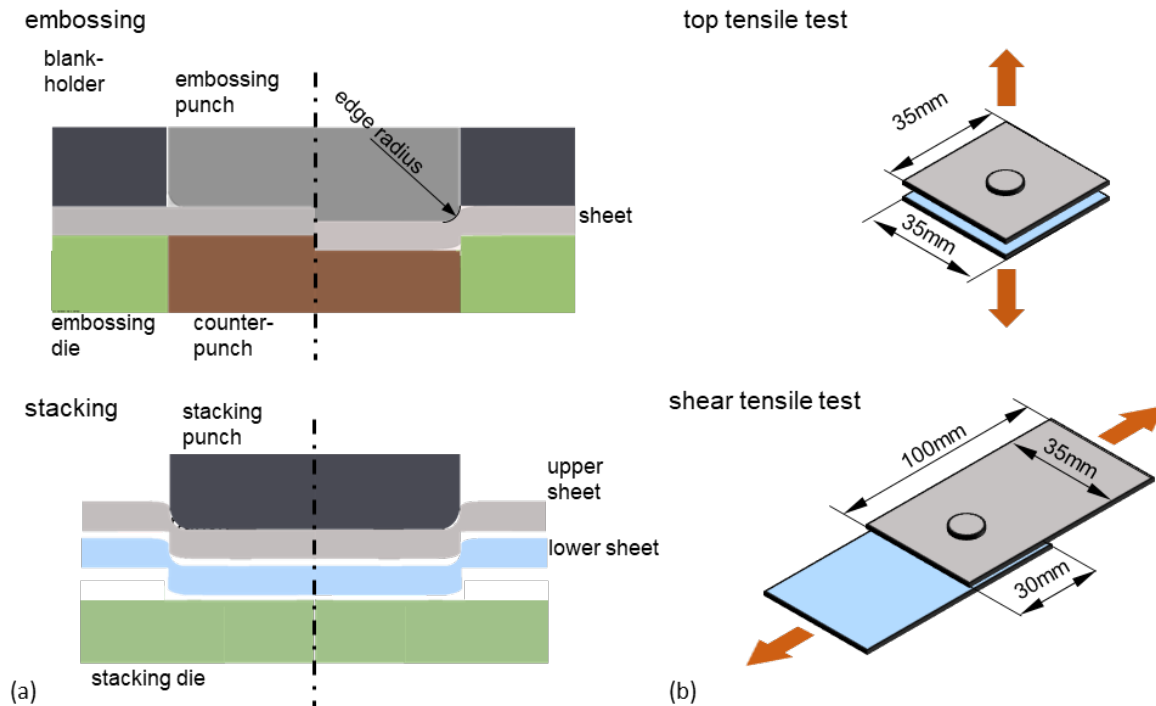 embossing
blank-
holder
embossing
punch
edge radius
sheet
embossing
die
counter-
punch
stacking
stacking
punch
upper
sheet
lower sheet
stacking die
(a)
top tensile test
35mm
35mm
shear tensile test
100mm
35mm
30mm
(b)